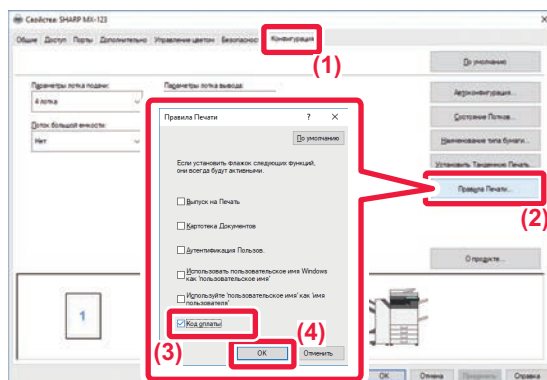 Свойства: SHARP MX-123
Общие Доступ Порты Дополнительно Управление цветом Безопасность Конфигурация
(1)
По умолчанию
Параметры лотка подачи:
Параметры лотка вывода:
4 лотка
Автоконфигурация...
Состояние Лотков...
Лоток большой емкости:
Нет
Наименование типа бумаги...
Установить Тандемную Печать...
Правила Печати...
(2)
Правила Печати
? ×
По умолчанию
Если установить флажок следующих функций,
они всегда будут активными.
Выпуск на Печать
Картотека Документов
Аутентификация Пользов.
Использовать пользовательское имя Windows
как 'пользовательское имя'
Используйте 'пользовательское имя' как 'имя
пользователя'
Код оплаты
(3)
(4)
OK Отменить
О продукте...
1
OK Отмена Применить Справка